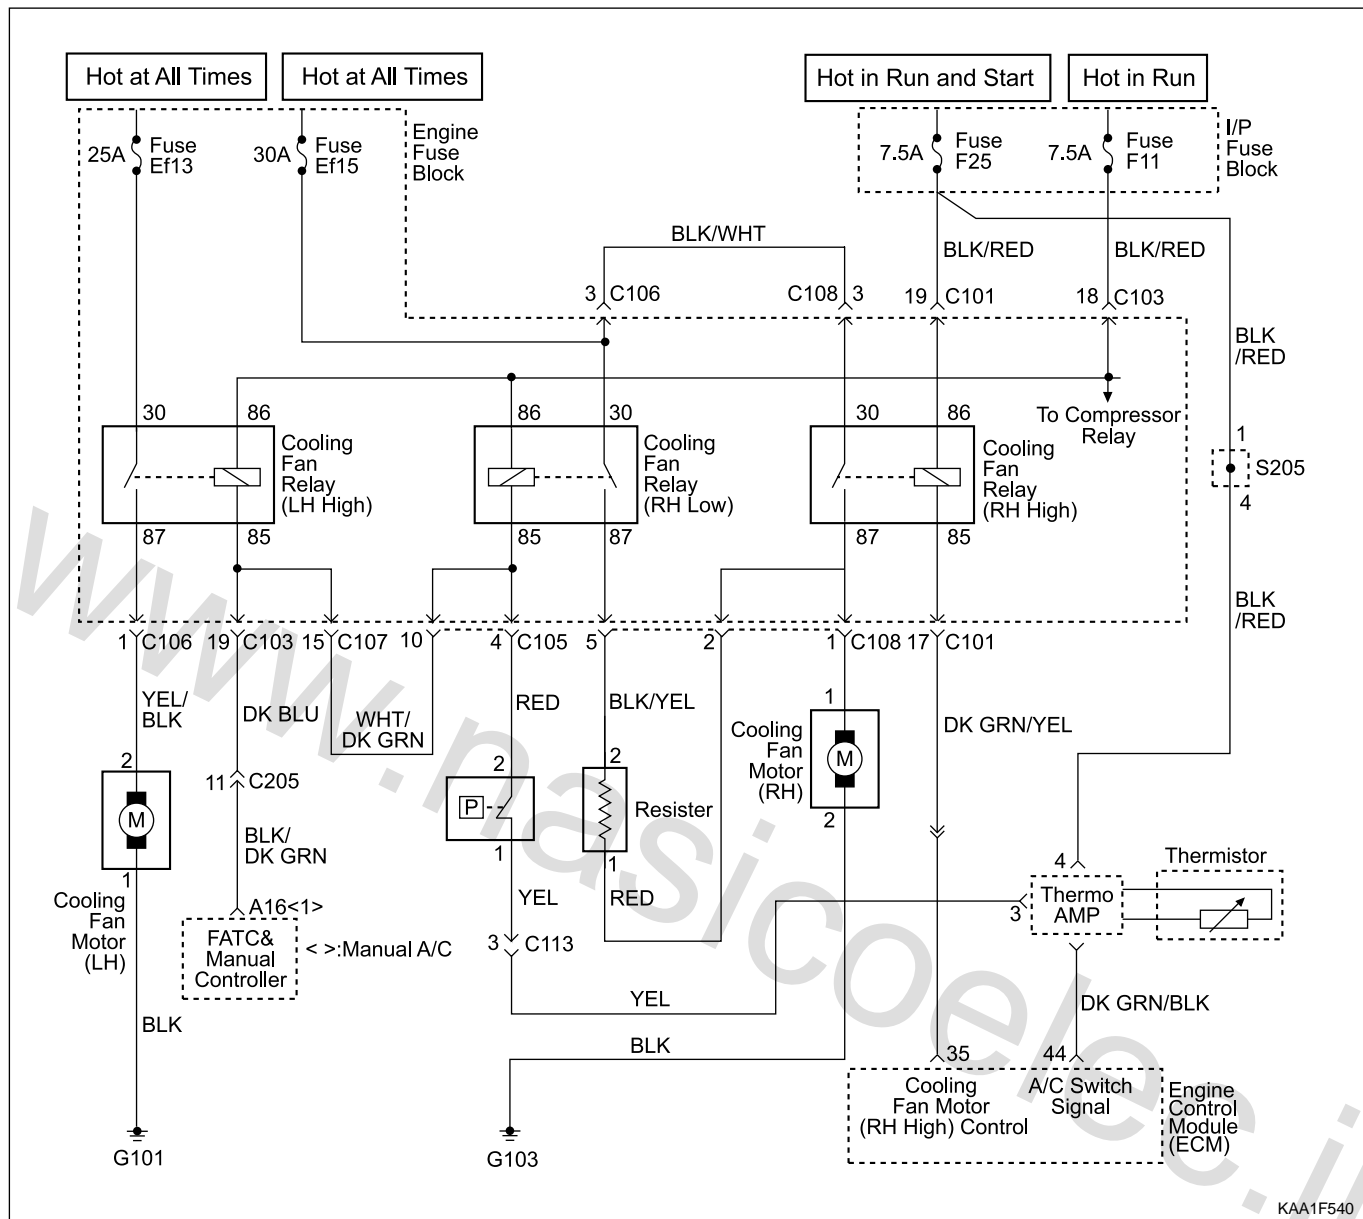 Hot at All Times
Hot at All Times
Hot in Run and Start
Hot in Run
25A
Fuse
Ef13
30A
Fuse
Ef15
Engine
Fuse
Block
7.5A
Fuse
F25
7.5A
Fuse
F11
I/P
Fuse
Block
BLK/WHT
BLK/RED
BLK/RED
3 C106
C108 3
19 C101
18 C103
BLK
/RED
30
86
86
30
30
86
To Compressor
Relay
Cooling
Fan
Relay
(LH High)
Cooling
Fan
Relay
(RH Low)
Cooling
Fan
Relay
(RH High)
1
S205
4
87
85
85
87
87
85
BLK
/RED
1 C106
19 C103
15 C107
10
4 C105
5
2
1 C108
17 C101
YEL/
BLK
DK BLU
WHT/
DK GRN
RED
BLK/YEL
1
DK GRN/YEL
Cooling
Fan
Motor
(RH)
M
2
2
M
1
Cooling
Fan
Motor
(LH)
11 C205
BLK/
DK GRN
2
P
1
2
Resister
1
YEL
RED
A16<1>
FATC&
Manual
Controller
< >:Manual A/C
3 C113
4
Thermistor
3
Thermo
AMP
YEL
DK GRN/BLK
BLK
BLK
35
44
Cooling
Fan Motor
(RH High) Control
A/C Switch
Signal
Engine
Control
Module
(ECM)
G101
G103
KAA1F540
www.nasicoelec.ir